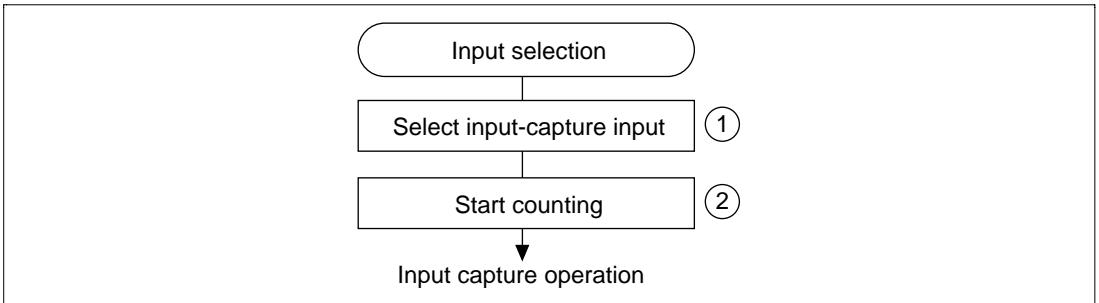 Input selection
Select input-capture input 1
Start counting 2
Input capture operation